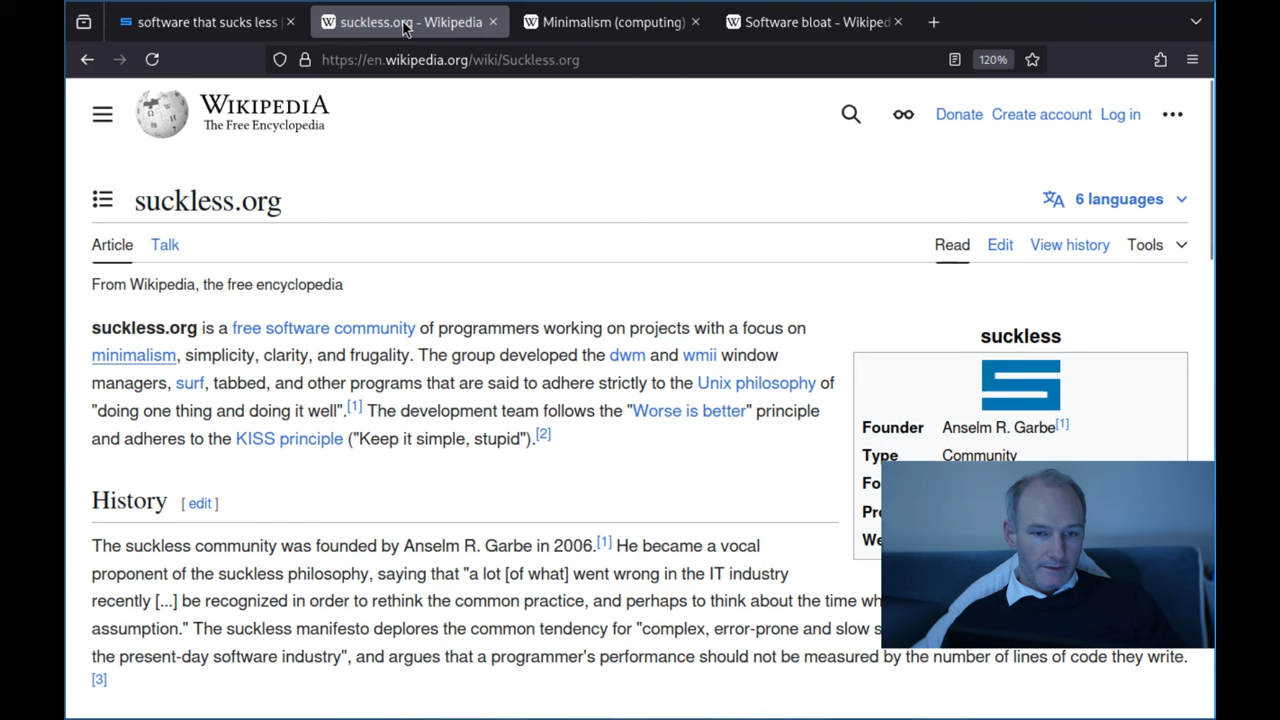 software that sucks less
suckless.org - Wikipedia
Minimalism (computing)
Software bloat - Wikiped
https://en.wikipedia.org/wiki/Suckless.org
120%
WIKIPEDIA
The Free Encyclopedia
Donate Create account Log in
suckless.org
6 languages
Article Talk
Read Edit View history Tools
From Wikipedia, the free encyclopedia
suckless.org is a free software community of programmers working on projects with a focus on
minimalism, simplicity, clarity, and frugality. The group developed the dwm and wmii window
managers, surf, tabbed, and other programs that are said to adhere strictly to the Unix philosophy of
"doing one thing and doing it well".[1] The development team follows the "Worse is better" principle
and adheres to the KISS principle ("Keep it simple, stupid").[2]
suckless
Founder Anselm R. Garbe[1]
Type Community
Fo
Pro
We
History [ edit ]
The suckless community was founded by Anselm R. Garbe in 2006.[1] He became a vocal
proponent of the suckless philosophy, saying that "a lot [of what] went wrong in the IT industry
recently [...] be recognized in order to rethink the common practice, and perhaps to think about the time wh
assumption." The suckless manifesto deplores the common tendency for "complex, error-prone and slow s
the present-day software industry", and argues that a programmer's performance should not be measured by the number of lines of code they write.
[3]